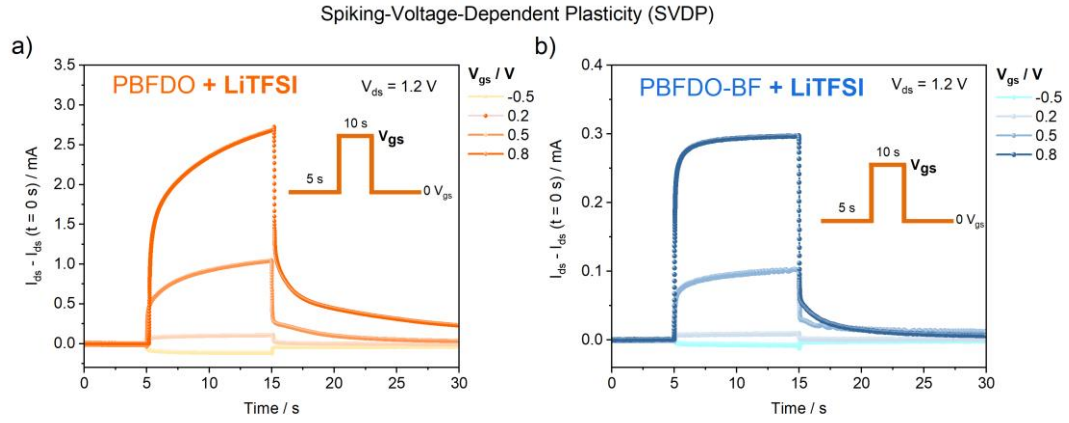 Spiking-Voltage-Dependent Plasticity (SVDP)
a)
PBFDO + LiTFSI
V_ds = 1.2 V
V_gs / V
-0.5
0.2
0.5
0.8
10 s
V_gs
5 s
0 V_gs
I_ds - I_ds (t = 0 s) / mA
3.5
3.0
2.5
2.0
1.5
1.0
0.5
0.0
0 5 10 15 20 25 30
Time / s
b)
PBFDO-BF + LiTFSI
V_ds = 1.2 V
V_gs / V
-0.5
0.2
0.5
0.8
10 s
V_gs
5 s
0 V_gs
I_ds - I_ds (t = 0 s) / mA
0.4
0.3
0.2
0.1
0.0
0 5 10 15 20 25 30
Time / s